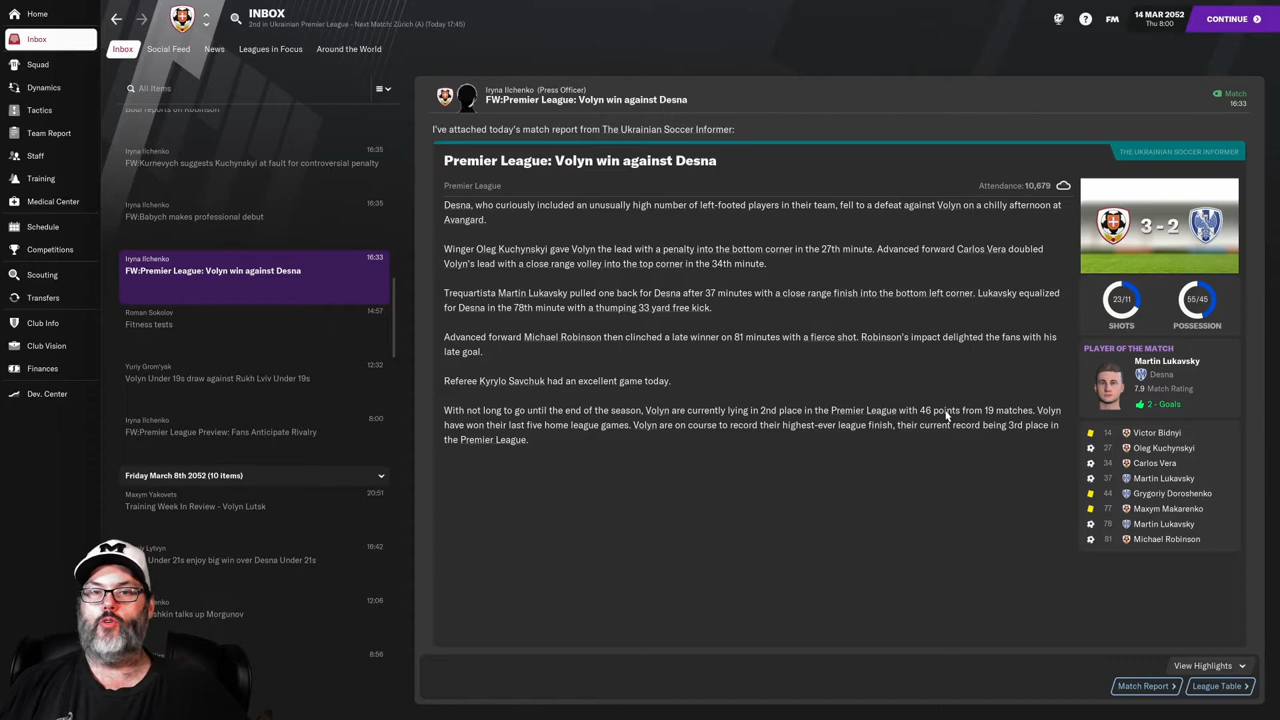 Home
Inbox
Squad
Dynamics
Tactics
Team Report
Staff
Training
Medical Center
Schedule
Competitions
Scouting
Transfers
Club Info
Club Vision
Finances
Dev. Center
INBOX
2nd in Ukrainian Premier League - Next Match: Zürich (A) (Today 17:45)
? FM
14 MAR 2052
Thu 8:00
CONTINUE
Inbox Social Feed News Leagues in Focus Around the World
All Items
Iryna Ilchenko 16:35
FW:Kurnevych suggests Kuchynskyi at fault for controversial penalty
Iryna Ilchenko 16:35
FW:Babych makes professional debut
Iryna Ilchenko 16:33
FW:Premier League: Volyn win against Desna
Roman Sokolov 14:57
Fitness tests
Yuriy Grom'yak 12:32
Volyn Under 19s draw against Rukh Lviv Under 19s
Iryna Ilchenko 8:00
FW:Premier League Preview: Fans Anticipate Rivalry
Friday March 8th 2052 (10 items)
Maxym Yakovets 20:51
Training Week In Review - Volyn Lutsk
Lytvyn 16:42
Under 21s enjoy big win over Desna Under 21s
12:06
talks up Morgunov
8:56
Iryna Ilchenko (Press Officer)
FW:Premier League: Volyn win against Desna
Match
16:33
I've attached today's match report from The Ukrainian Soccer Informer:
THE UKRAINIAN SOCCER INFORMER
Premier League: Volyn win against Desna
Premier League
Attendance: 10,679
Desna, who curiously included an unusually high number of left-footed players in their team, fell to a defeat against Volyn on a chilly afternoon at
Avangard.
Winger Oleg Kuchynskyi gave Volyn the lead with a penalty into the bottom corner in the 27th minute. Advanced forward Carlos Vera doubled
Volyn's lead with a close range volley into the top corner in the 34th minute.
Trequartista Martin Lukavsky pulled one back for Desna after 37 minutes with a close range finish into the bottom left corner. Lukavsky equalized
for Desna in the 78th minute with a thumping 33 yard free kick.
Advanced forward Michael Robinson then clinched a late winner on 81 minutes with a fierce shot. Robinson's impact delighted the fans with his
late goal.
Referee Kyrylo Savchuk had an excellent game today.
With not long to go until the end of the season, Volyn are currently lying in 2nd place in the Premier League with 46 points from 19 matches. Volyn
have won their last five home league games. Volyn are on course to record their highest-ever league finish, their current record being 3rd place in
the Premier League.
3 - 2
23/11
SHOTS
55/45
POSSESSION
PLAYER OF THE MATCH
Martin Lukavsky
Desna
7.9 Match Rating
2 - Goals
14 Victor Bidnyi
27 Oleg Kuchynskyi
34 Carlos Vera
37 Martin Lukavsky
44 Grygoriy Doroshenko
77 Maxym Makarenko
78 Martin Lukavsky
81 Michael Robinson
View Highlights
Match Report
League Table